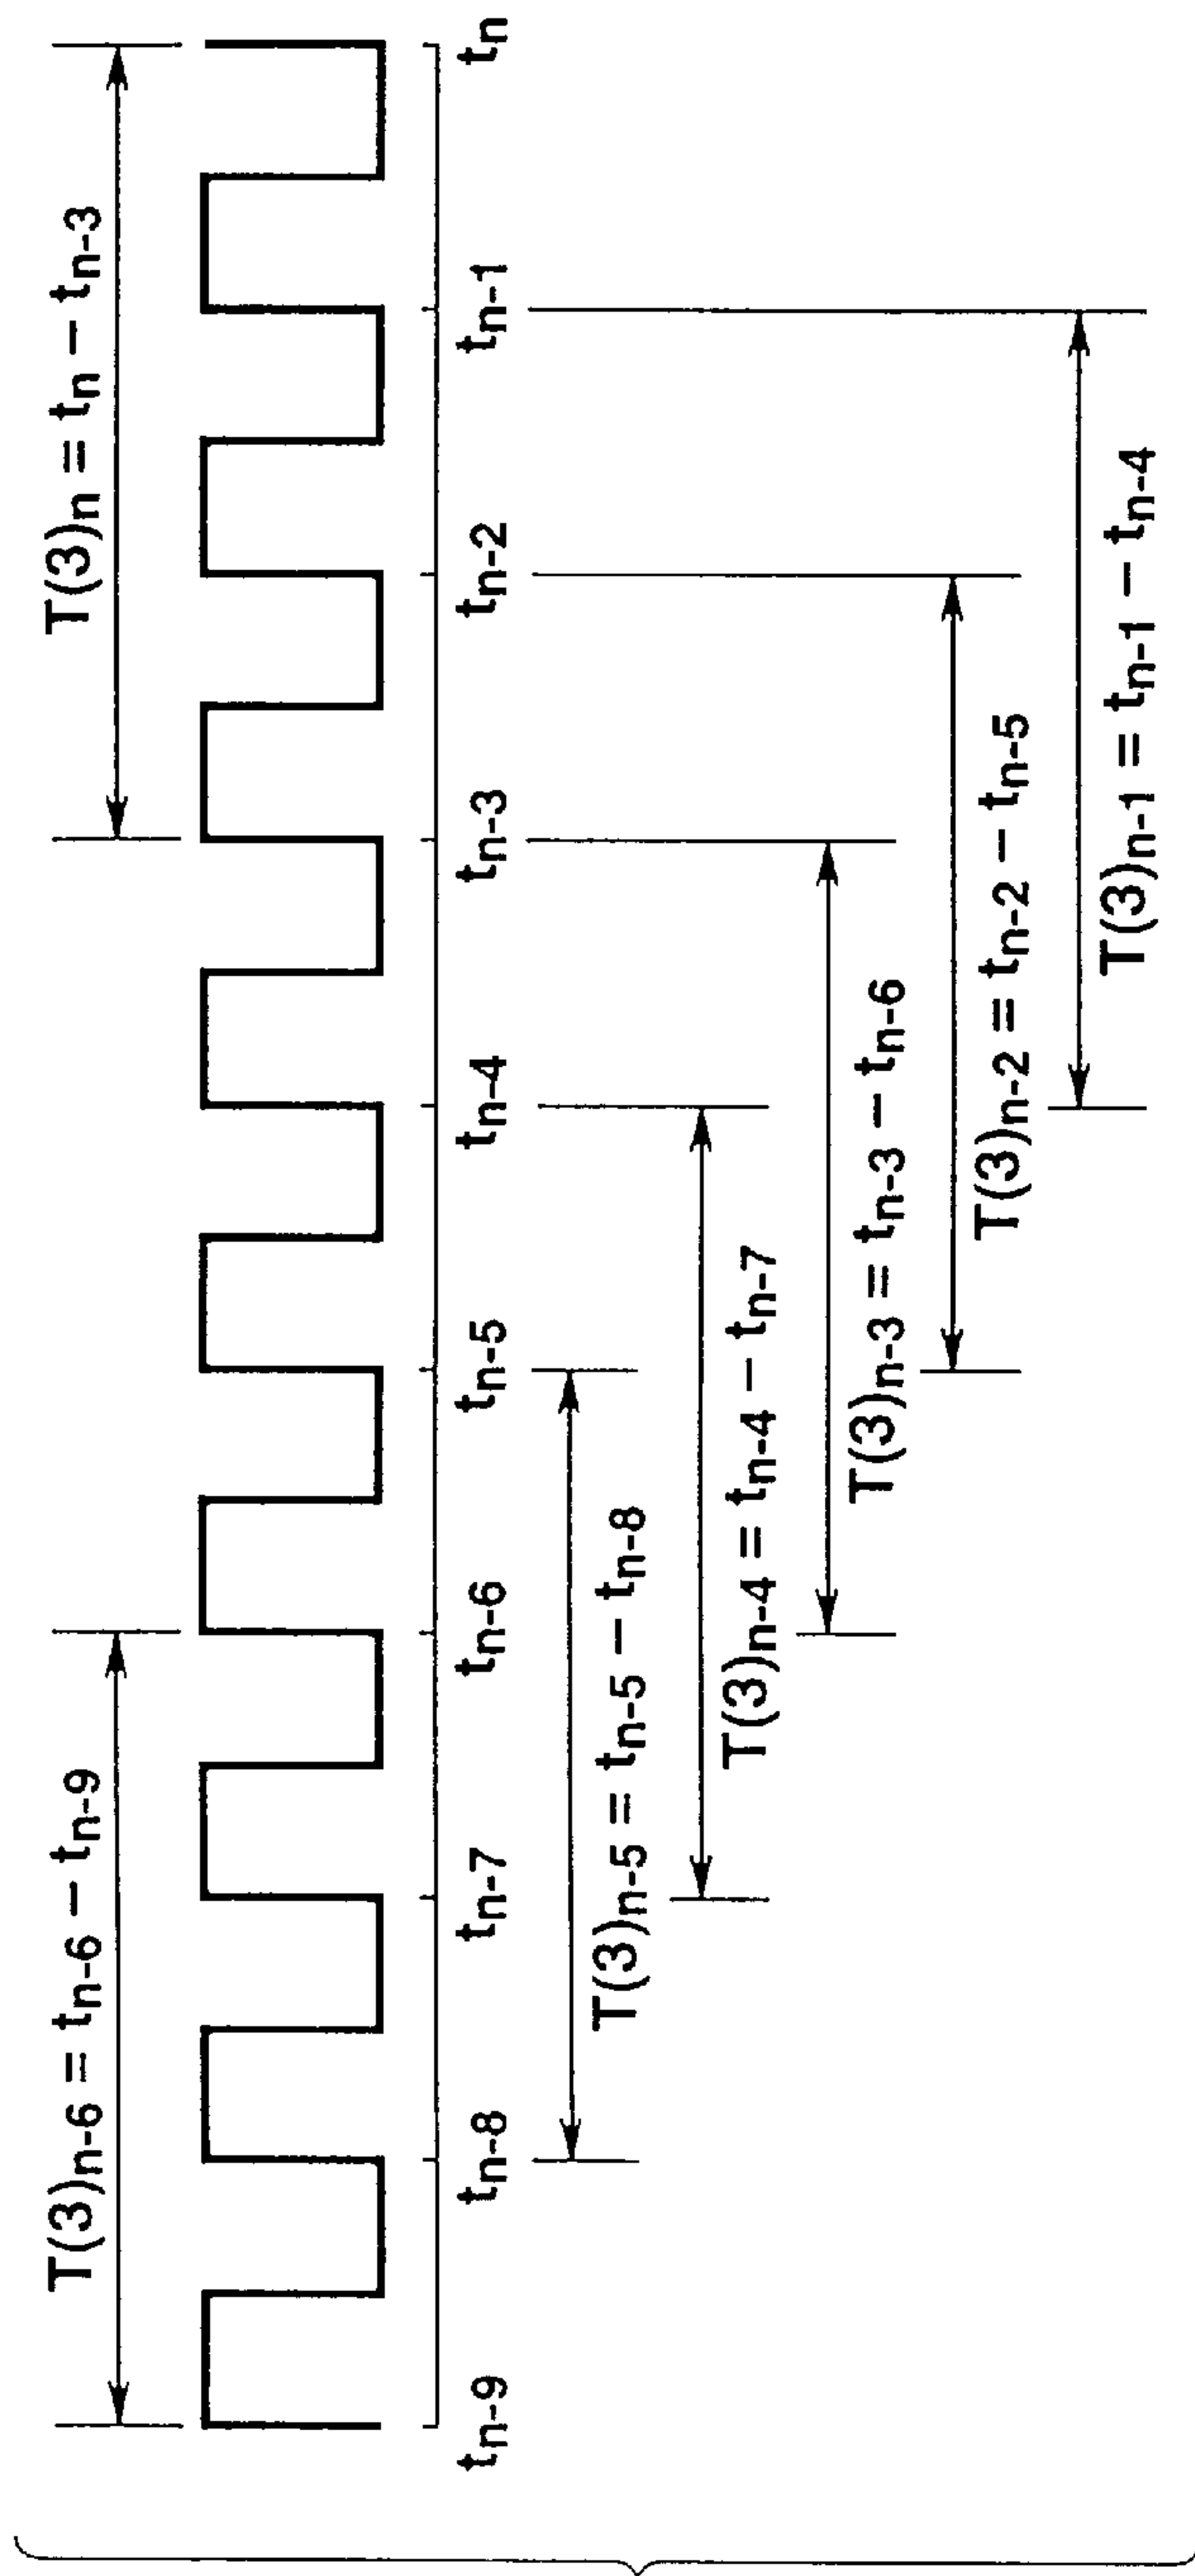 T(3)n-6 = tn-6 – tn-9
T(3)n = tn – tn-3
tn-9 tn-8 tn-7 tn-6 tn-5 tn-4 tn-3 tn-2 tn-1 tn
T(3)n-5 = tn-5 – tn-8
T(3)n-4 = tn-4 – tn-7
T(3)n-3 = tn-3 – tn-6
T(3)n-2 = tn-2 – tn-5
T(3)n-1 = tn-1 – tn-4